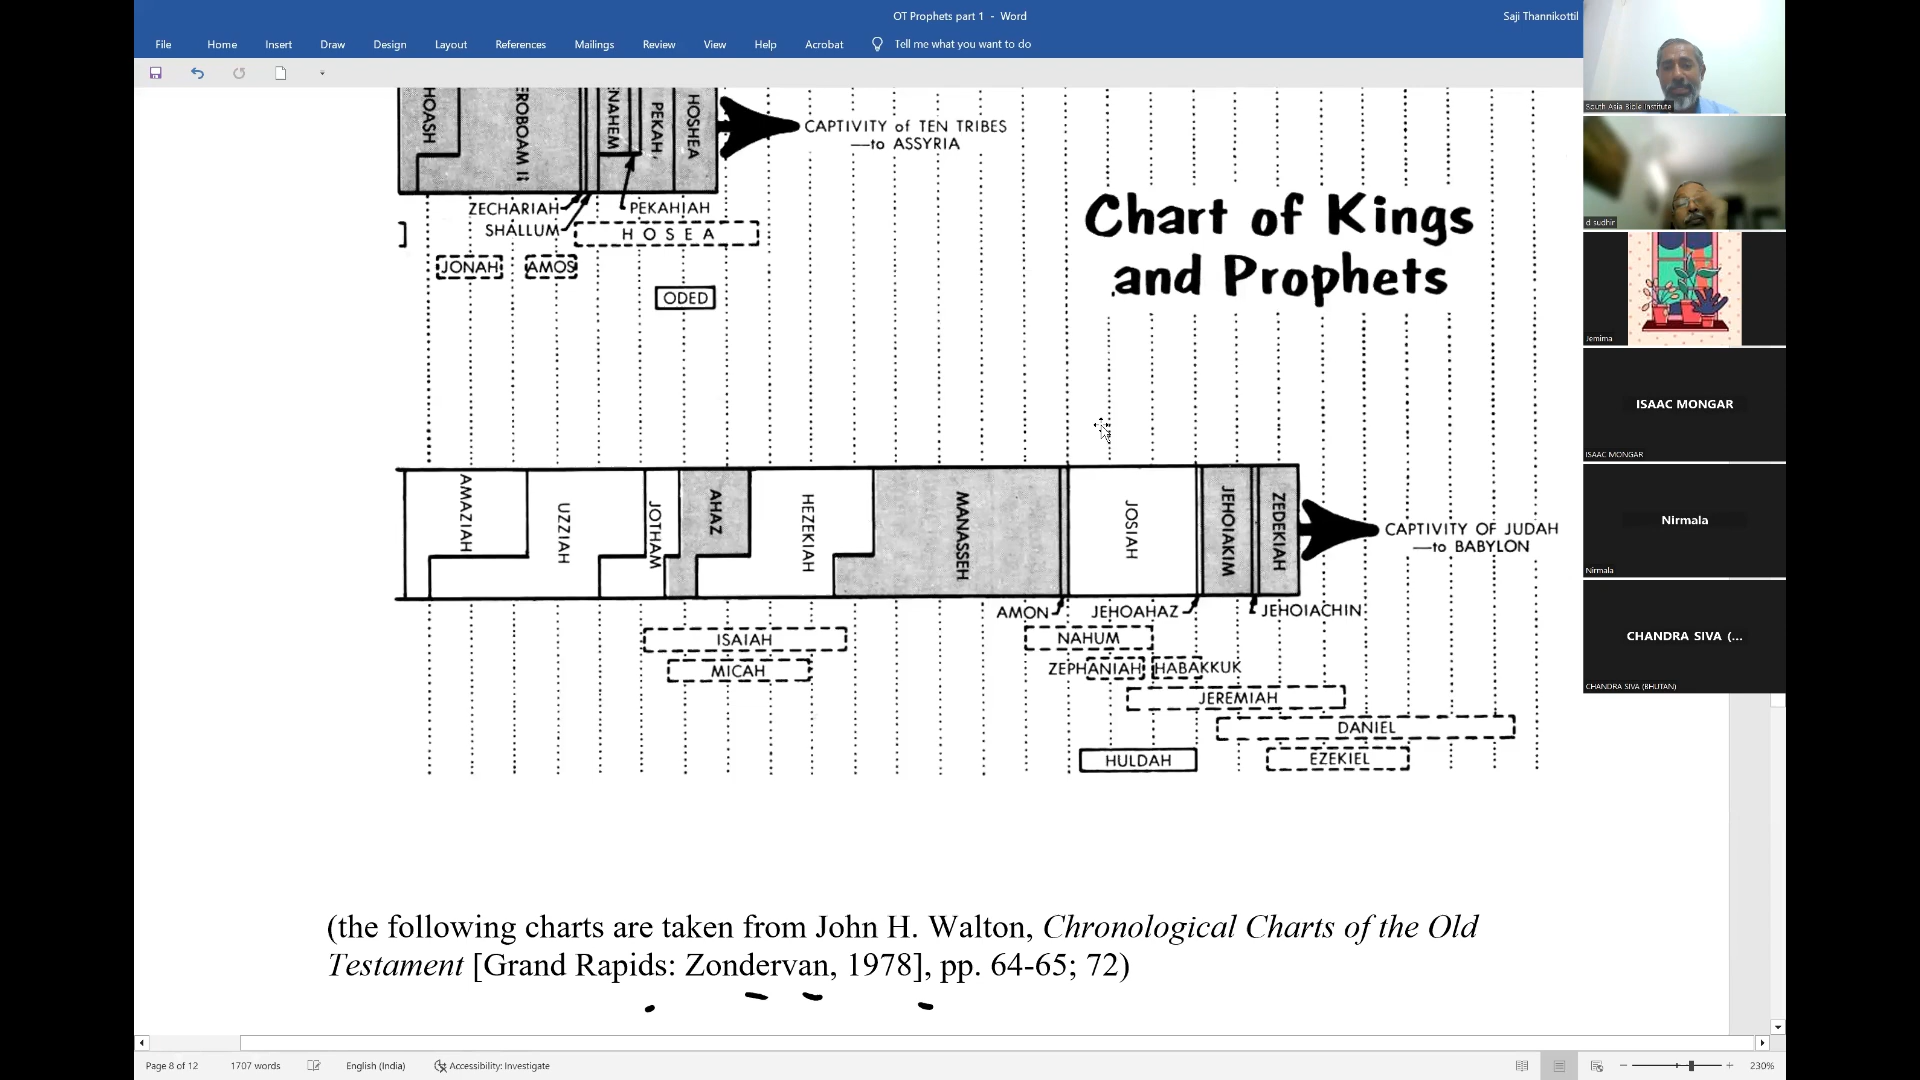 OT Prophets part 1 - Word
Saji Thannikottil
File Home Insert Draw Design Layout References Mailings Review View Help Acrobat Tell me what you want to do
HOASH
EROBOAM II
NAHEM
PEKAH
HOSHEA
CAPTIVITY of TEN TRIBES
—to ASSYRIA
ZECHARIAH
PEKAHIAH
SHALLUM
HOSEA
JONAH
AMOS
ODED
Chart of Kings
and Prophets
AMAZIAH
UZZIAH
JOTHAM
AHAZ
HEZEKIAH
MANASSEH
JOSIAH
JEHOIAKIM
ZEDEKIAH
CAPTIVITY OF JUDAH
—to BABYLON
AMON
JEHOAHAZ
JEHOIACHIN
ISAIAH
NAHUM
MICAH
ZEPHANIAH
HABAKKUK
JEREMIAH
DANIEL
HULDAH
EZEKIEL
(the following charts are taken from John H. Walton, Chronological Charts of the Old
Testament [Grand Rapids: Zondervan, 1978], pp. 64-65; 72)
South Asia Bible Institute
d sudhir
Jemima
ISAAC MONGAR
ISAAC MONGAR
Nirmala
Nirmala
CHANDRA SIVA (...
CHANDRA SIVA (BHUTAN)
Page 8 of 12
1707 words
English (India)
Accessibility: Investigate
230%